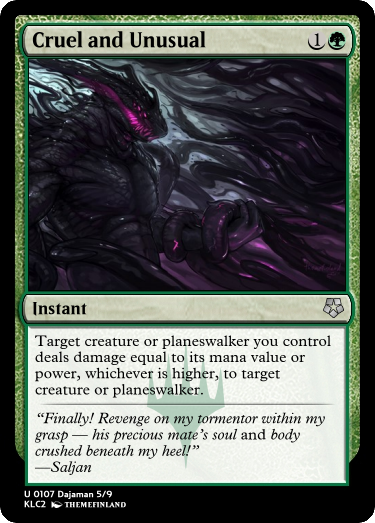 Cruel and Unusual 1
Instant
Target creature or planeswalker you control
deals damage equal to its mana value or
power, whichever is higher, to target
creature or planeswalker.
“Finally! Revenge on my tormentor within my
grasp — his precious mate's soul and body
crushed beneath my heel!”
—Saljan
U 0107 Dajaman 5/9
KLC2 THEMEFINLAND